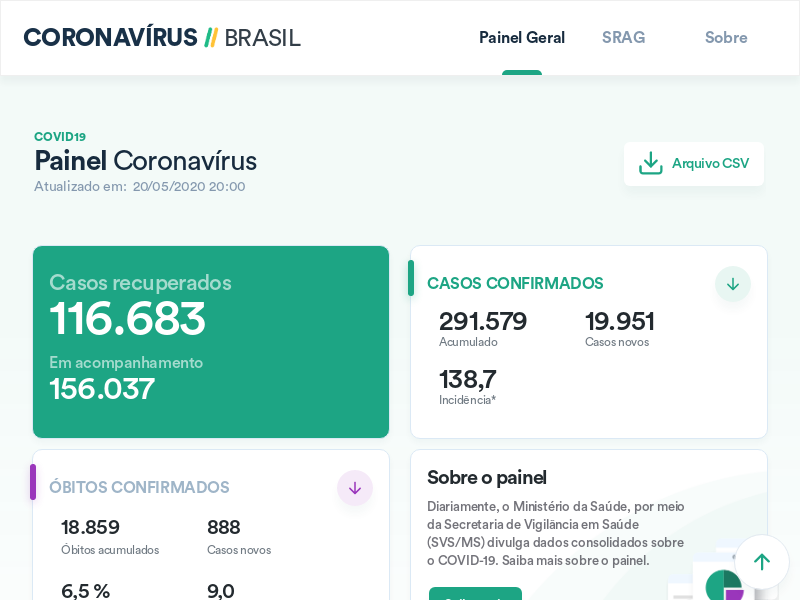 CORONAVÍRUS // BRASIL
Painel Geral
SRAG
Sobre
COVID19
Painel Coronavírus
Atualizado em: 20/05/2020 20:00
Arquivo CSV
Casos recuperados
116.683
Em acompanhamento
156.037
CASOS CONFIRMADOS
291.579
19.951
Acumulado
Casos novos
138,7
Incidência*
ÓBITOS CONFIRMADOS
18.859
888
Óbitos acumulados
Casos novos
6,5 %
9,0
Sobre o painel
Diariamente, o Ministério da Saúde, por meio
da Secretaria de Vigilância em Saúde
(SVS/MS) divulga dados consolidados sobre
o COVID-19. Saiba mais sobre o painel.